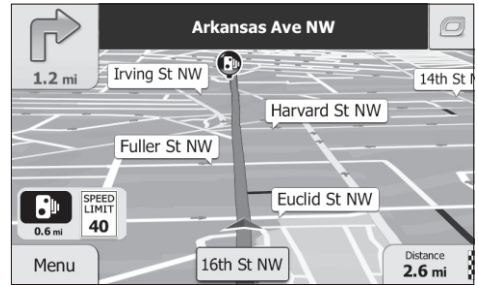 Arkansas Ave NW
1.2 mi
Irving St NW
14th St
Harvard St NW
Fuller St NW
Euclid St NW
SPEED
LIMIT
40
0.6 mi
Menu
16th St NW
Distance
2.6 mi